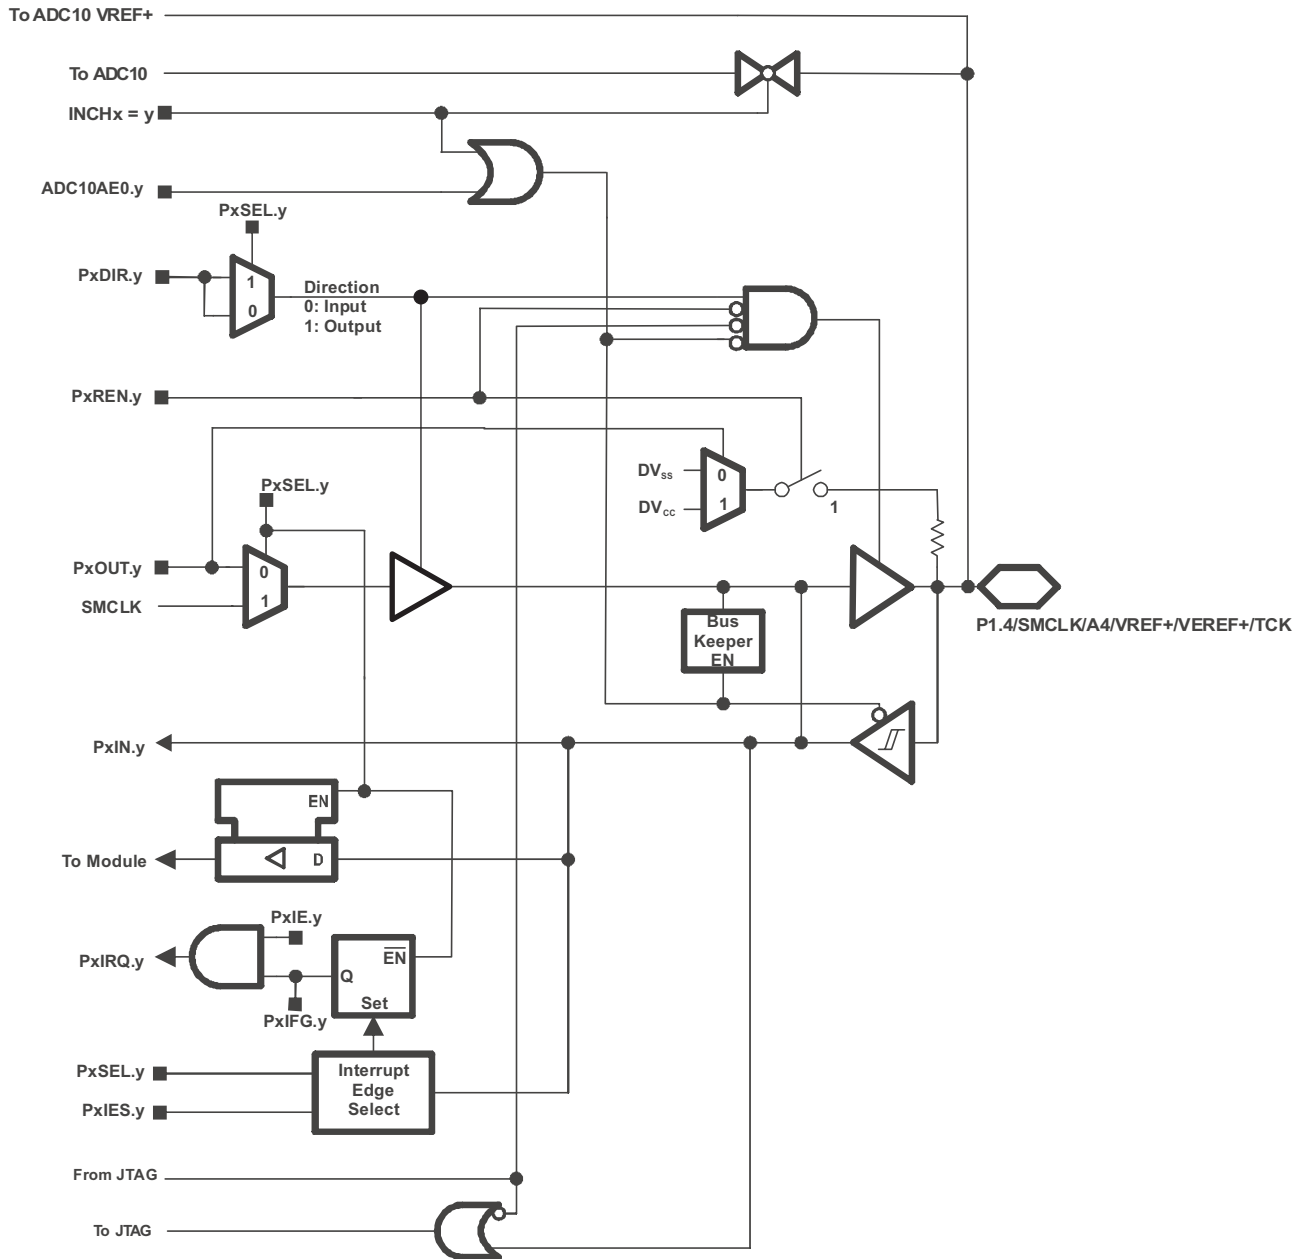 To ADC10 VREF+
To ADC10
INCHx = y
ADC10AE0.y
PxSEL.y
PxDIR.y
1
0
Direction
0: Input
1: Output
PxREN.y
DVss
0
DVcc
1
1
PxSEL.y
PxOUT.y
0
SMCLK
1
Bus
Keeper
EN
P1.4/SMCLK/A4/VREF+/VEREF+/TCK
PxIN.y
EN
To Module
D
PxIE.y
PxIRQ.y
EN
Q
Set
PxIFG.y
PxSEL.y
PxIES.y
Interrupt
Edge
Select
From JTAG
To JTAG